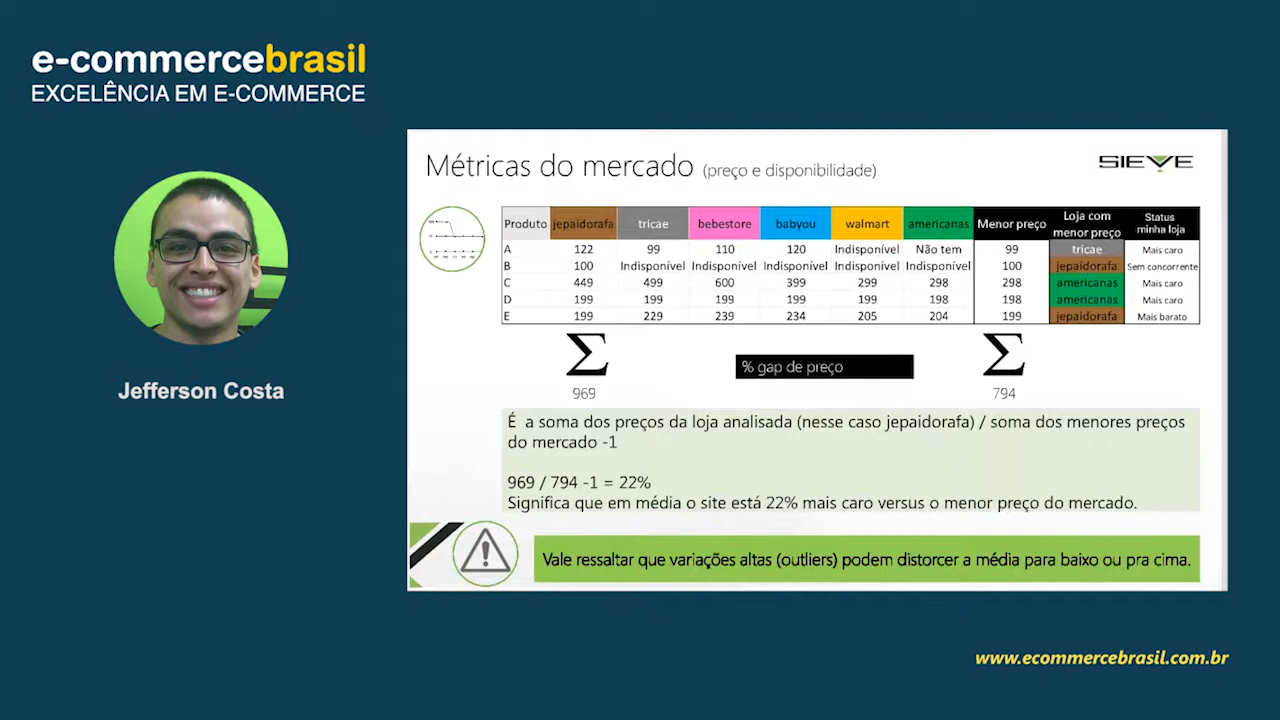 e-commercebrasil
EXCELÊNCIA EM E-COMMERCE
Jefferson Costa
Métricas do mercado (preço e disponibilidade)
SIEVE
Produto jepaidorafa tricae bebestore babyou walmart americanas Menor preço Loja com menor preço Status minha loja
A 122 99 110 120 Indisponível Não tem 99 tricae Mais caro
B 100 Indisponível Indisponível Indisponível Indisponível Indisponível 100 jepaidorafa Sem concorrente
C 449 499 600 399 299 298 298 americanas Mais caro
D 199 199 199 199 199 198 198 americanas Mais caro
E 199 229 239 234 205 204 199 jepaidorafa Mais barato
Σ Σ
% gap de preço
969 794
É a soma dos preços da loja analisada (nesse caso jepaidorafa) / soma dos menores preços
do mercado -1
969 / 794 -1 = 22%
Significa que em média o site está 22% mais caro versus o menor preço do mercado.
Vale ressaltar que variações altas (outliers) podem distorcer a média para baixo ou pra cima.
www.ecommercebrasil.com.br